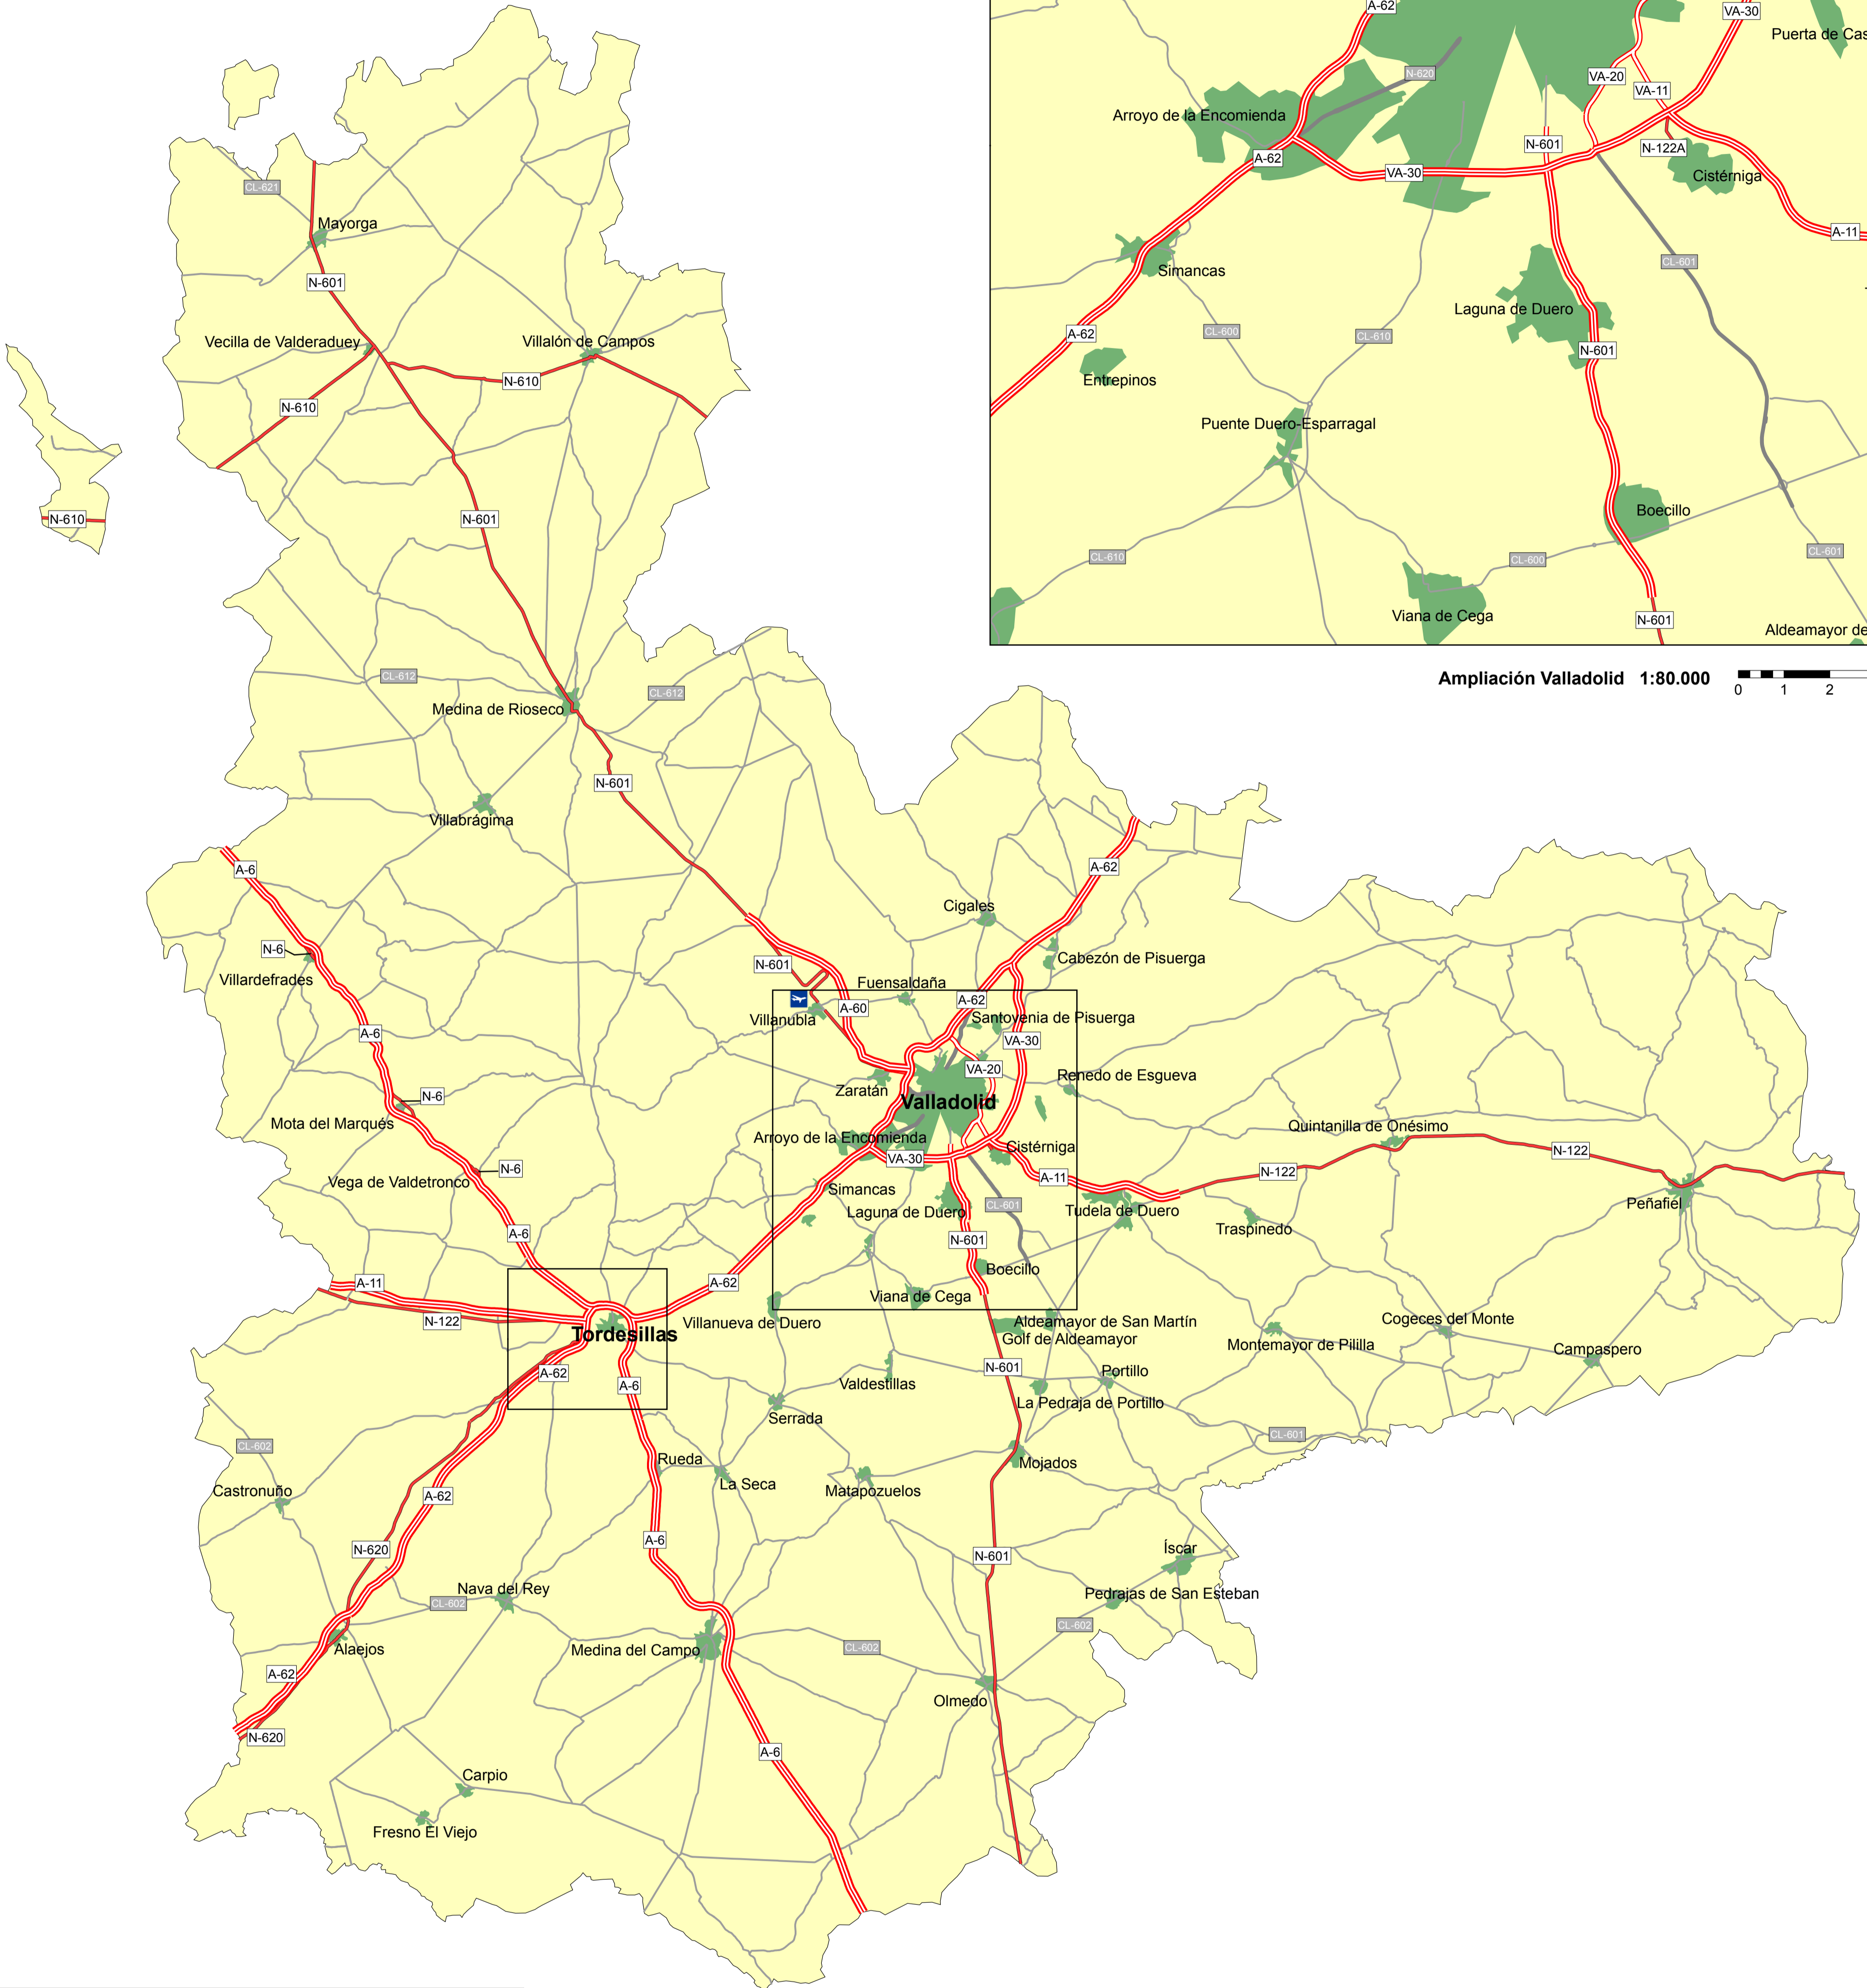 A-62
VA-30
Puerta de Cas
N-620
VA-20
VA-11
Arroyo de la Encomienda
N-601
N-122A
A-62
VA-30
Cistérniga
A-11
CL-601
Simancas
Laguna de Duero
CL-600
CL-610
A-62
N-601
Entrepinos
Puente Duero-Esparragal
Boecillo
CL-610
CL-600
CL-601
Viana de Cega
N-601
Aldeamayor de
Ampliación Valladolid 1:80.000
0 1 2
CL-621
Mayorga
N-601
Vecilla de Valderaduey
Villalón de Campos
N-610
N-610
N-610
N-601
CL-612
CL-612
Medina de Rioseco
N-601
Villabrágima
A-6
A-62
Cigales
N-6
Villardefrades
N-601
Cabezón de Pisuerga
Fuensaldaña
A-62
A-60
Villanubla
Santovenia de Pisuerga
A-6
VA-30
VA-20
Zaratán
Renedo de Esgueva
N-6
Valladolid
Mota del Marqués
Quintanilla de Onésimo
Arroyo de la Encomienda
Cistérniga
VA-30
N-122
N-6
N-122
Vega de Valdetronco
A-11
Simancas
CL-601
Laguna de Duero
Tudela de Duero
Peñafiel
Traspinedo
A-6
N-601
Boecillo
A-11
A-62
Viana de Cega
N-122
Villanueva de Duero
Aldeamayor de San Martín
Tordesillas
Golf de Aldeamayor
Cogeces del Monte
Montemayor de Pililla
Campaspero
A-62
N-601
Portillo
A-6
Valdestillas
La Pedraja de Portillo
Serrada
CL-602
CL-601
Rueda
Mojados
La Seca
Castronuño
A-62
Matapozuelos
A-6
N-620
N-601
Íscar
Nava del Rey
CL-602
Pedrajas de San Esteban
CL-602
Alaejos
Medina del Campo
CL-602
A-62
Olmedo
N-620
A-6
Carpio
Fresno El Viejo